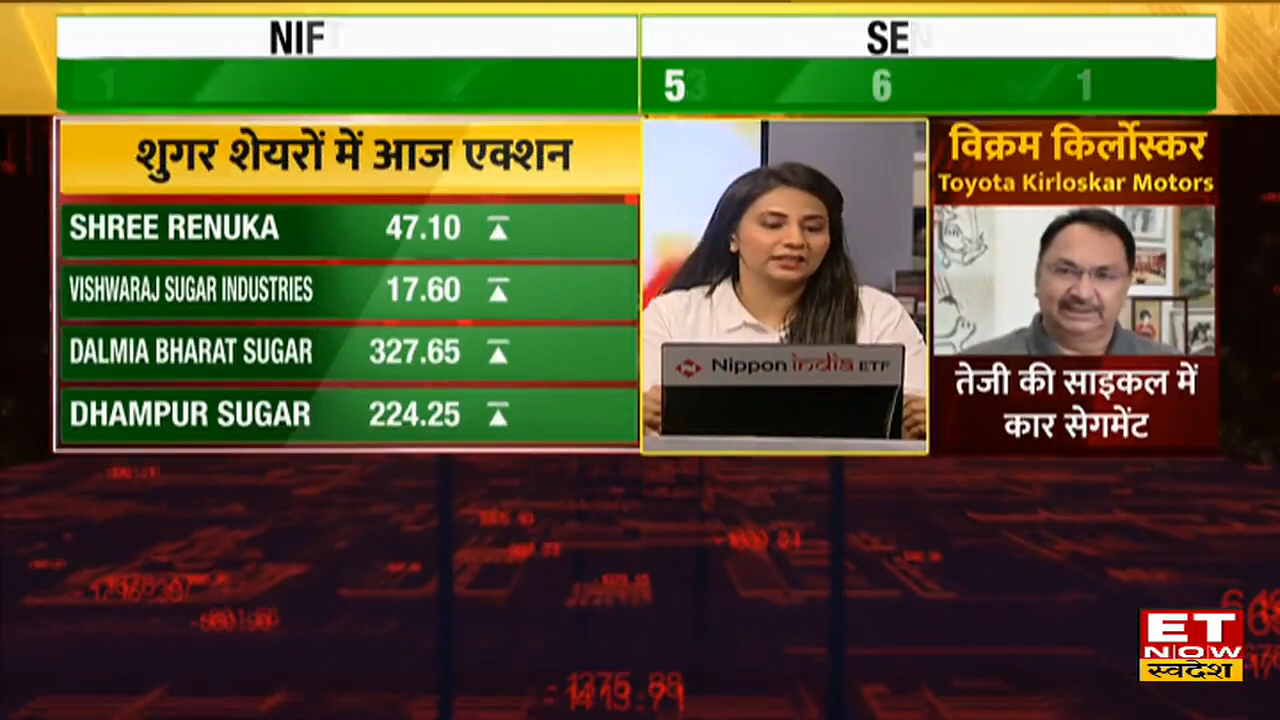 NIF
SE
5 6 1
शुगर शेयरों में आज एक्शन
SHREE RENUKA 47.10
VISHWARAJ SUGAR INDUSTRIES 17.60
DALMIA BHARAT SUGAR 327.65
DHAMPUR SUGAR 224.25
Nippon india ETF
विक्रम किर्लोस्कर
Toyota Kirloskar Motors
तेजी की साइकल में
कार सेगमेंट
ET
NOW
स्वदेश